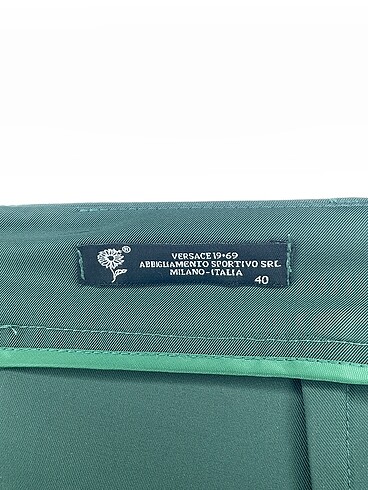 ®
VERSACE 19•69
ABBIGLIAMENTO SPORTIVO SRL
MILANO-ITALIA
40